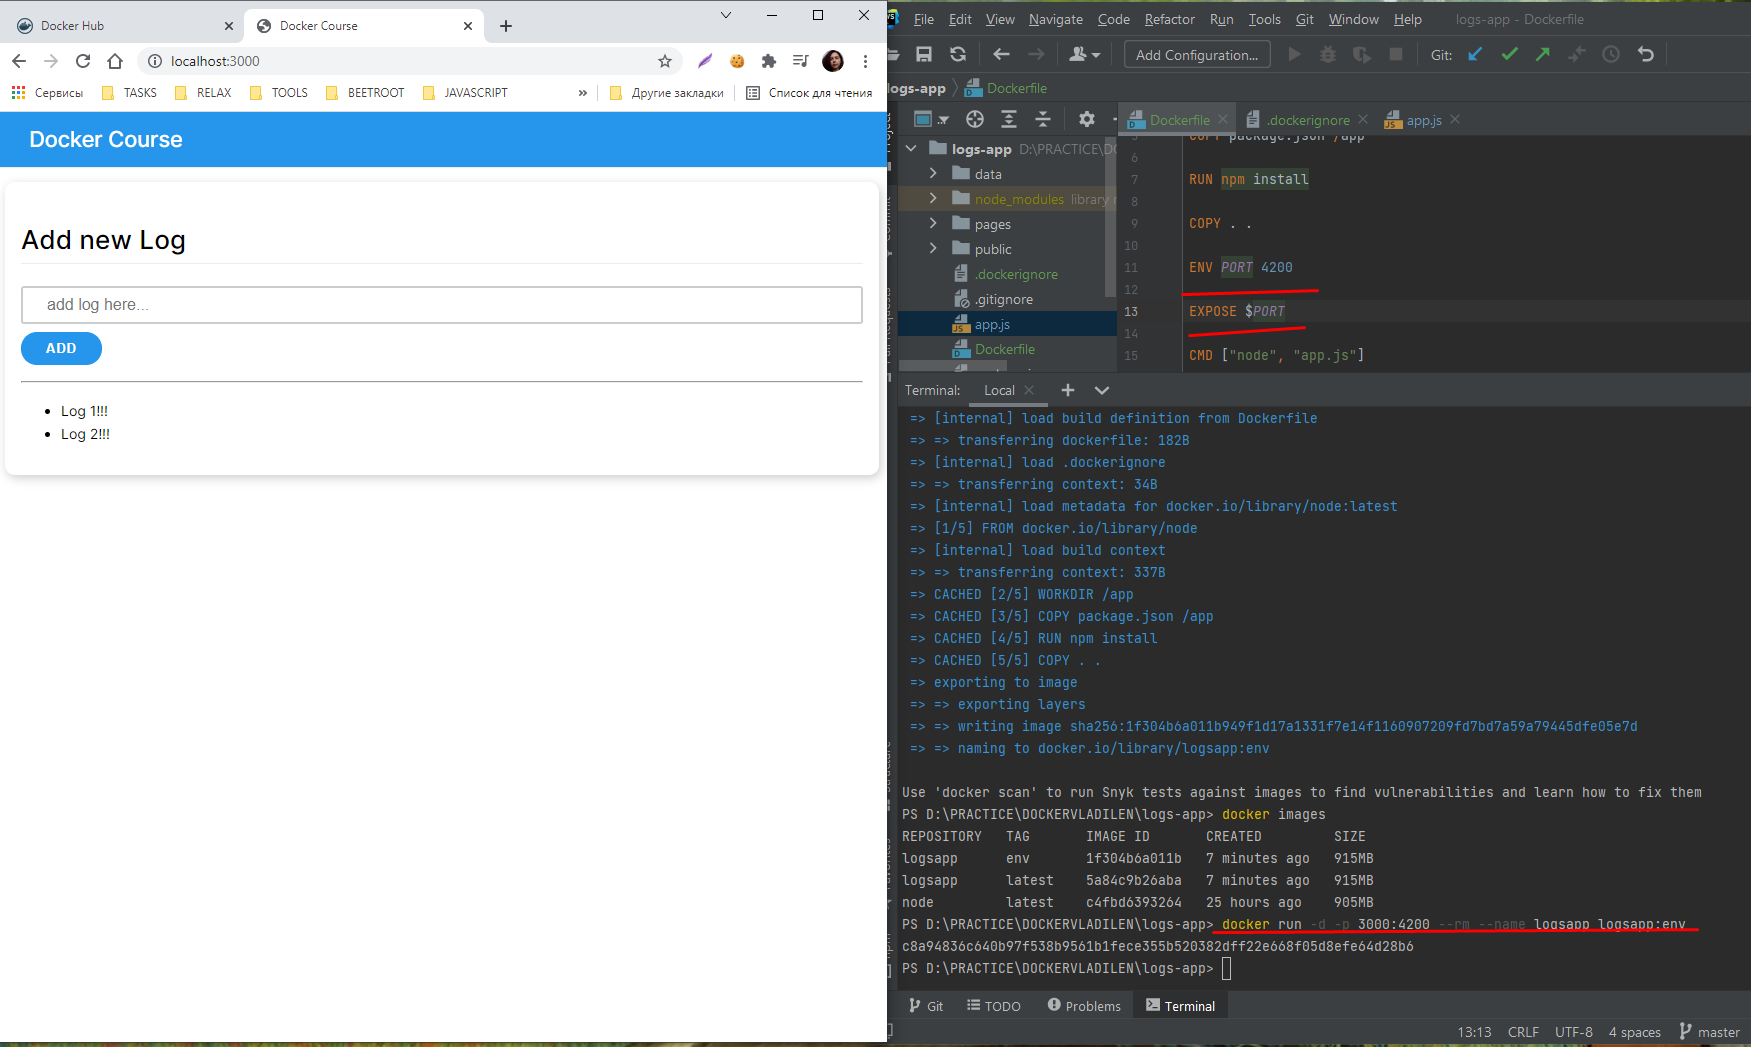 Docker Hub
Docker Course
localhost:3000
Сервисы TASKS RELAX TOOLS BEETROOT JAVASCRIPT » Другие закладки Список для чтения
Docker Course
Add new Log
add log here...
ADD
Log 1!!!
Log 2!!!
File Edit View Navigate Code Refactor Run Tools Git Window Help logs-app - Dockerfile
Add Configuration... Git:
logs-app Dockerfile
Dockerfile .dockerignore app.js
logs-app D:\PRACTICE\DC
data
node_modules library
pages
public
.dockerignore
.gitignore
app.js
Dockerfile
5 COPY package.json /app
6
7 RUN npm install
8
9 COPY . .
10
11 ENV PORT 4200
12
13 EXPOSE $PORT
14
15 CMD ["node", "app.js"]
Terminal: Local
=> [internal] load build definition from Dockerfile
=> => transferring dockerfile: 182B
=> [internal] load .dockerignore
=> => transferring context: 34B
=> [internal] load metadata for docker.io/library/node:latest
=> [1/5] FROM docker.io/library/node
=> [internal] load build context
=> => transferring context: 337B
=> CACHED [2/5] WORKDIR /app
=> CACHED [3/5] COPY package.json /app
=> CACHED [4/5] RUN npm install
=> CACHED [5/5] COPY . .
=> exporting to image
=> => exporting layers
=> => writing image sha256:1f304b6a011b949f1d17a1331f7e14f1160907209fd7bd7a59a79445dfe05e7d
=> => naming to docker.io/library/logsapp:env
Use 'docker scan' to run Snyk tests against images to find vulnerabilities and learn how to fix them
PS D:\PRACTICE\DOCKERVLADILEN\logs-app> docker images
REPOSITORY TAG IMAGE ID CREATED SIZE
logsapp env 1f304b6a011b 7 minutes ago 915MB
logsapp latest 5a84c9b26aba 7 minutes ago 915MB
node latest c4fbd6393264 25 hours ago 905MB
PS D:\PRACTICE\DOCKERVLADILEN\logs-app> docker run -d -p 3000:4200 --rm --name logsapp logsapp:env
c8a94836c640b97f538b9561b1fece355b520382dff22e668f05d8efe64d28b6
PS D:\PRACTICE\DOCKERVLADILEN\logs-app>
Git TODO Problems Terminal
13:13 CRLF UTF-8 4 spaces master